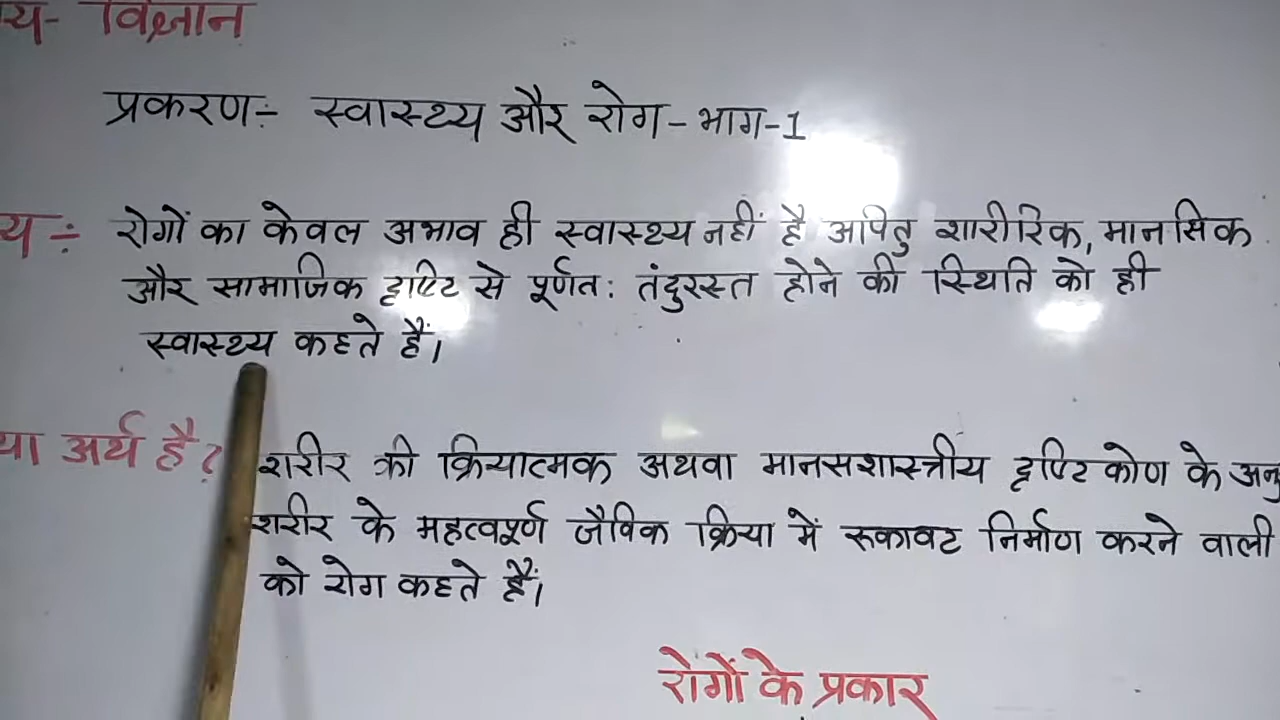 य- विज्ञान
प्रकरण÷ स्वास्थ्य और रोग - भाग-1
य ÷ रोगों का केवल अभाव ही स्वास्थ्य नहीं है अपितु शारीरिक, मानसिक
और सामाजिक दृष्टि से पूर्णतः तंदुरस्त होने की स्थिति को ही
स्वास्थ्य कहते हैं।
या अर्थ है? शरीर की क्रियात्मक अथवा मानसशास्त्रीय दृष्टि कोण के अनु
शरीर के महत्वपूर्ण जैविक क्रिया में रूकावट निर्माण करने वाली
को रोग कहते हैं।
रोगों के प्रकार